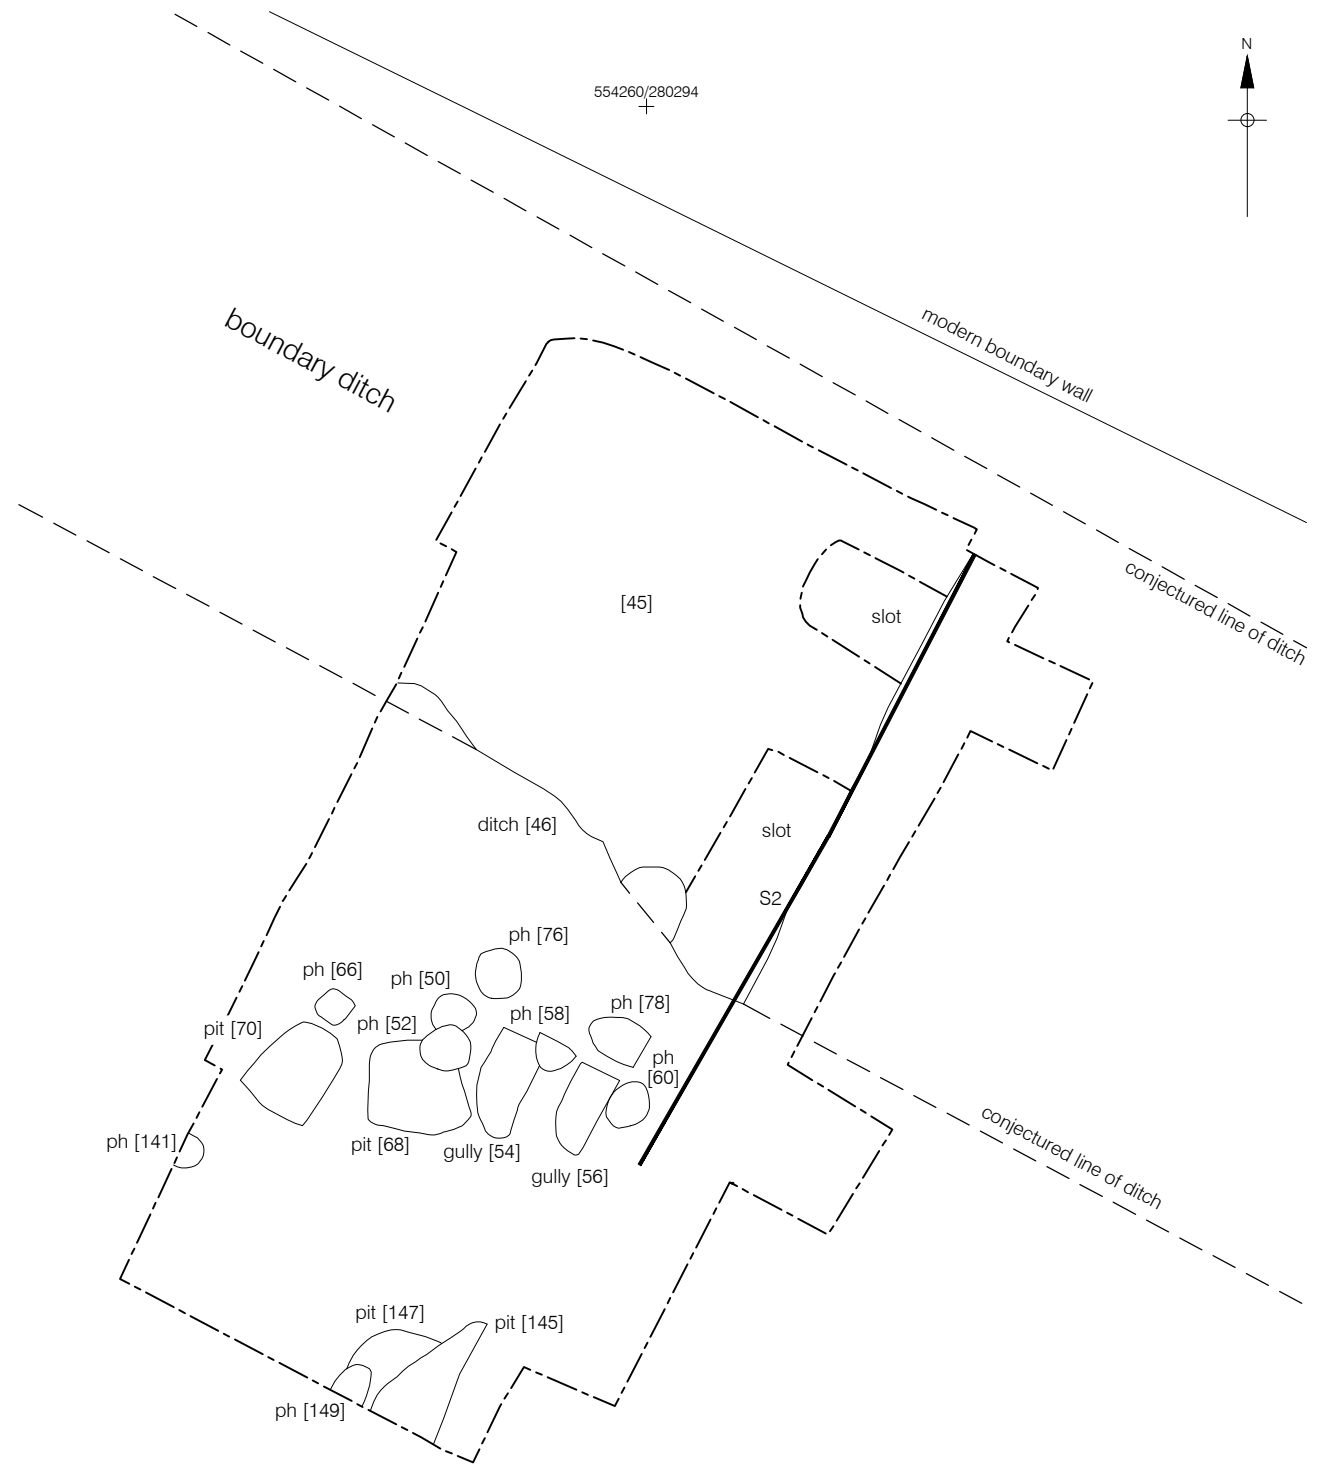 N
554260/280294
modern boundary wall
boundary ditch
conjectured line of ditch
[45]
slot
ditch [46]
slot
S2
ph [76]
ph [66]
ph [50]
ph [78]
pit [70]
ph [52]
ph [58]
ph
[60]
ph [141]
pit [68]
gully [54]
gully [56]
conjectured line of ditch
pit [147]
pit [145]
ph [149]